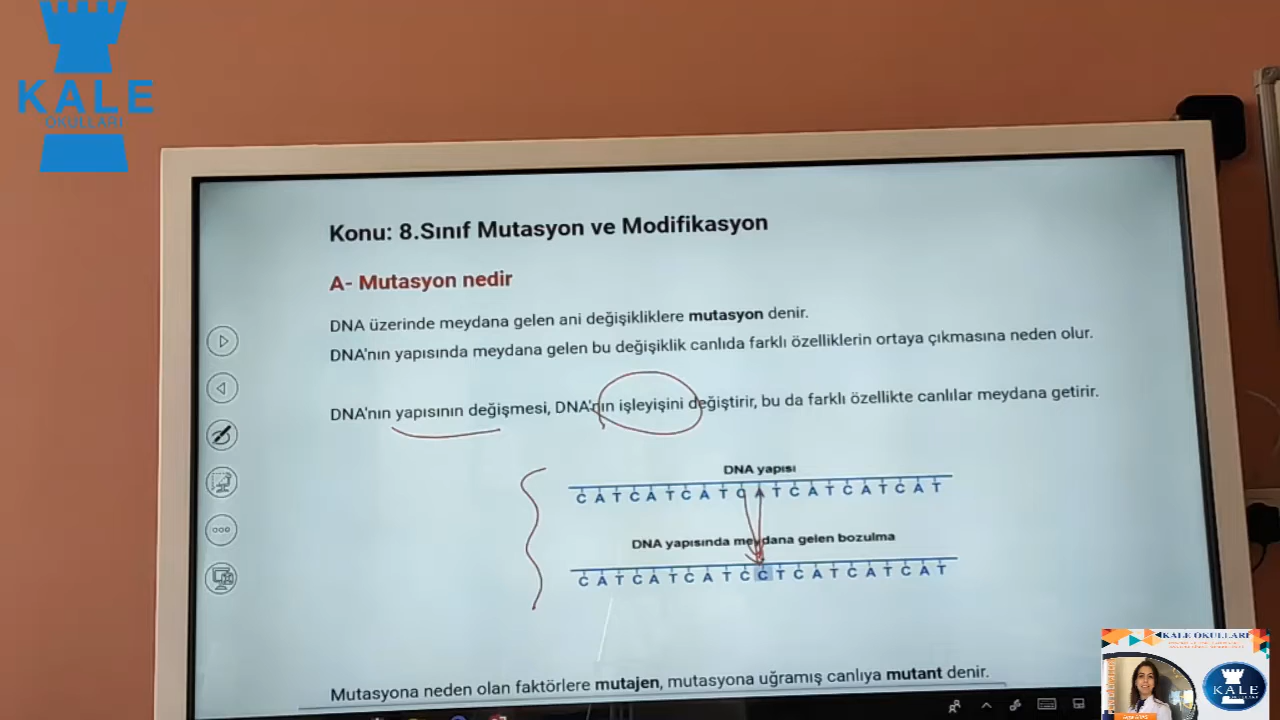 KALE
OKULLARI
Konu: 8.Sınıf Mutasyon ve Modifikasyon
A- Mutasyon nedir
DNA üzerinde meydana gelen ani değişikliklere mutasyon denir.
DNA'nın yapısında meydana gelen bu değişiklik canlıda farklı özelliklerin ortaya çıkmasına neden olur.
DNA'nın yapısının değişmesi, DNA'nın işleyişini değiştirir, bu da farklı özellikte canlılar meydana getirir.
DNA yapısı
C A T C A T C A T C A T C A T C A T C A T
DNA yapısında meydana gelen bozulma
C A T C A T C A T C C T C A T C A T C A T
Mutasyona neden olan faktörlere mutajen, mutasyona uğramış canlıya mutant denir.
KALE OKULLARI
KALE